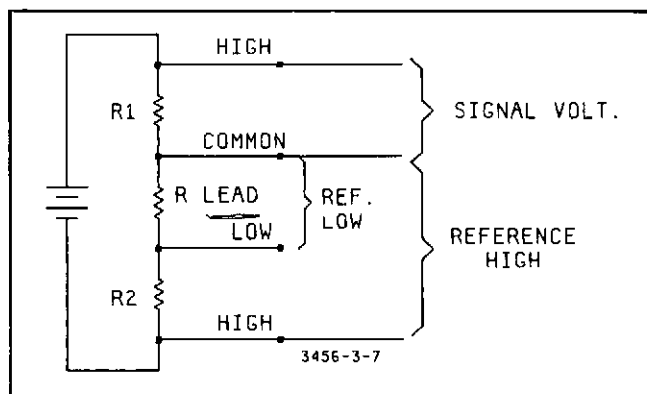 HIGH
R1
SIGNAL VOLT.
COMMON
R LEAD
REF.
LOW
LOW
REFERENCE
HIGH
R2
HIGH
3456-3-7